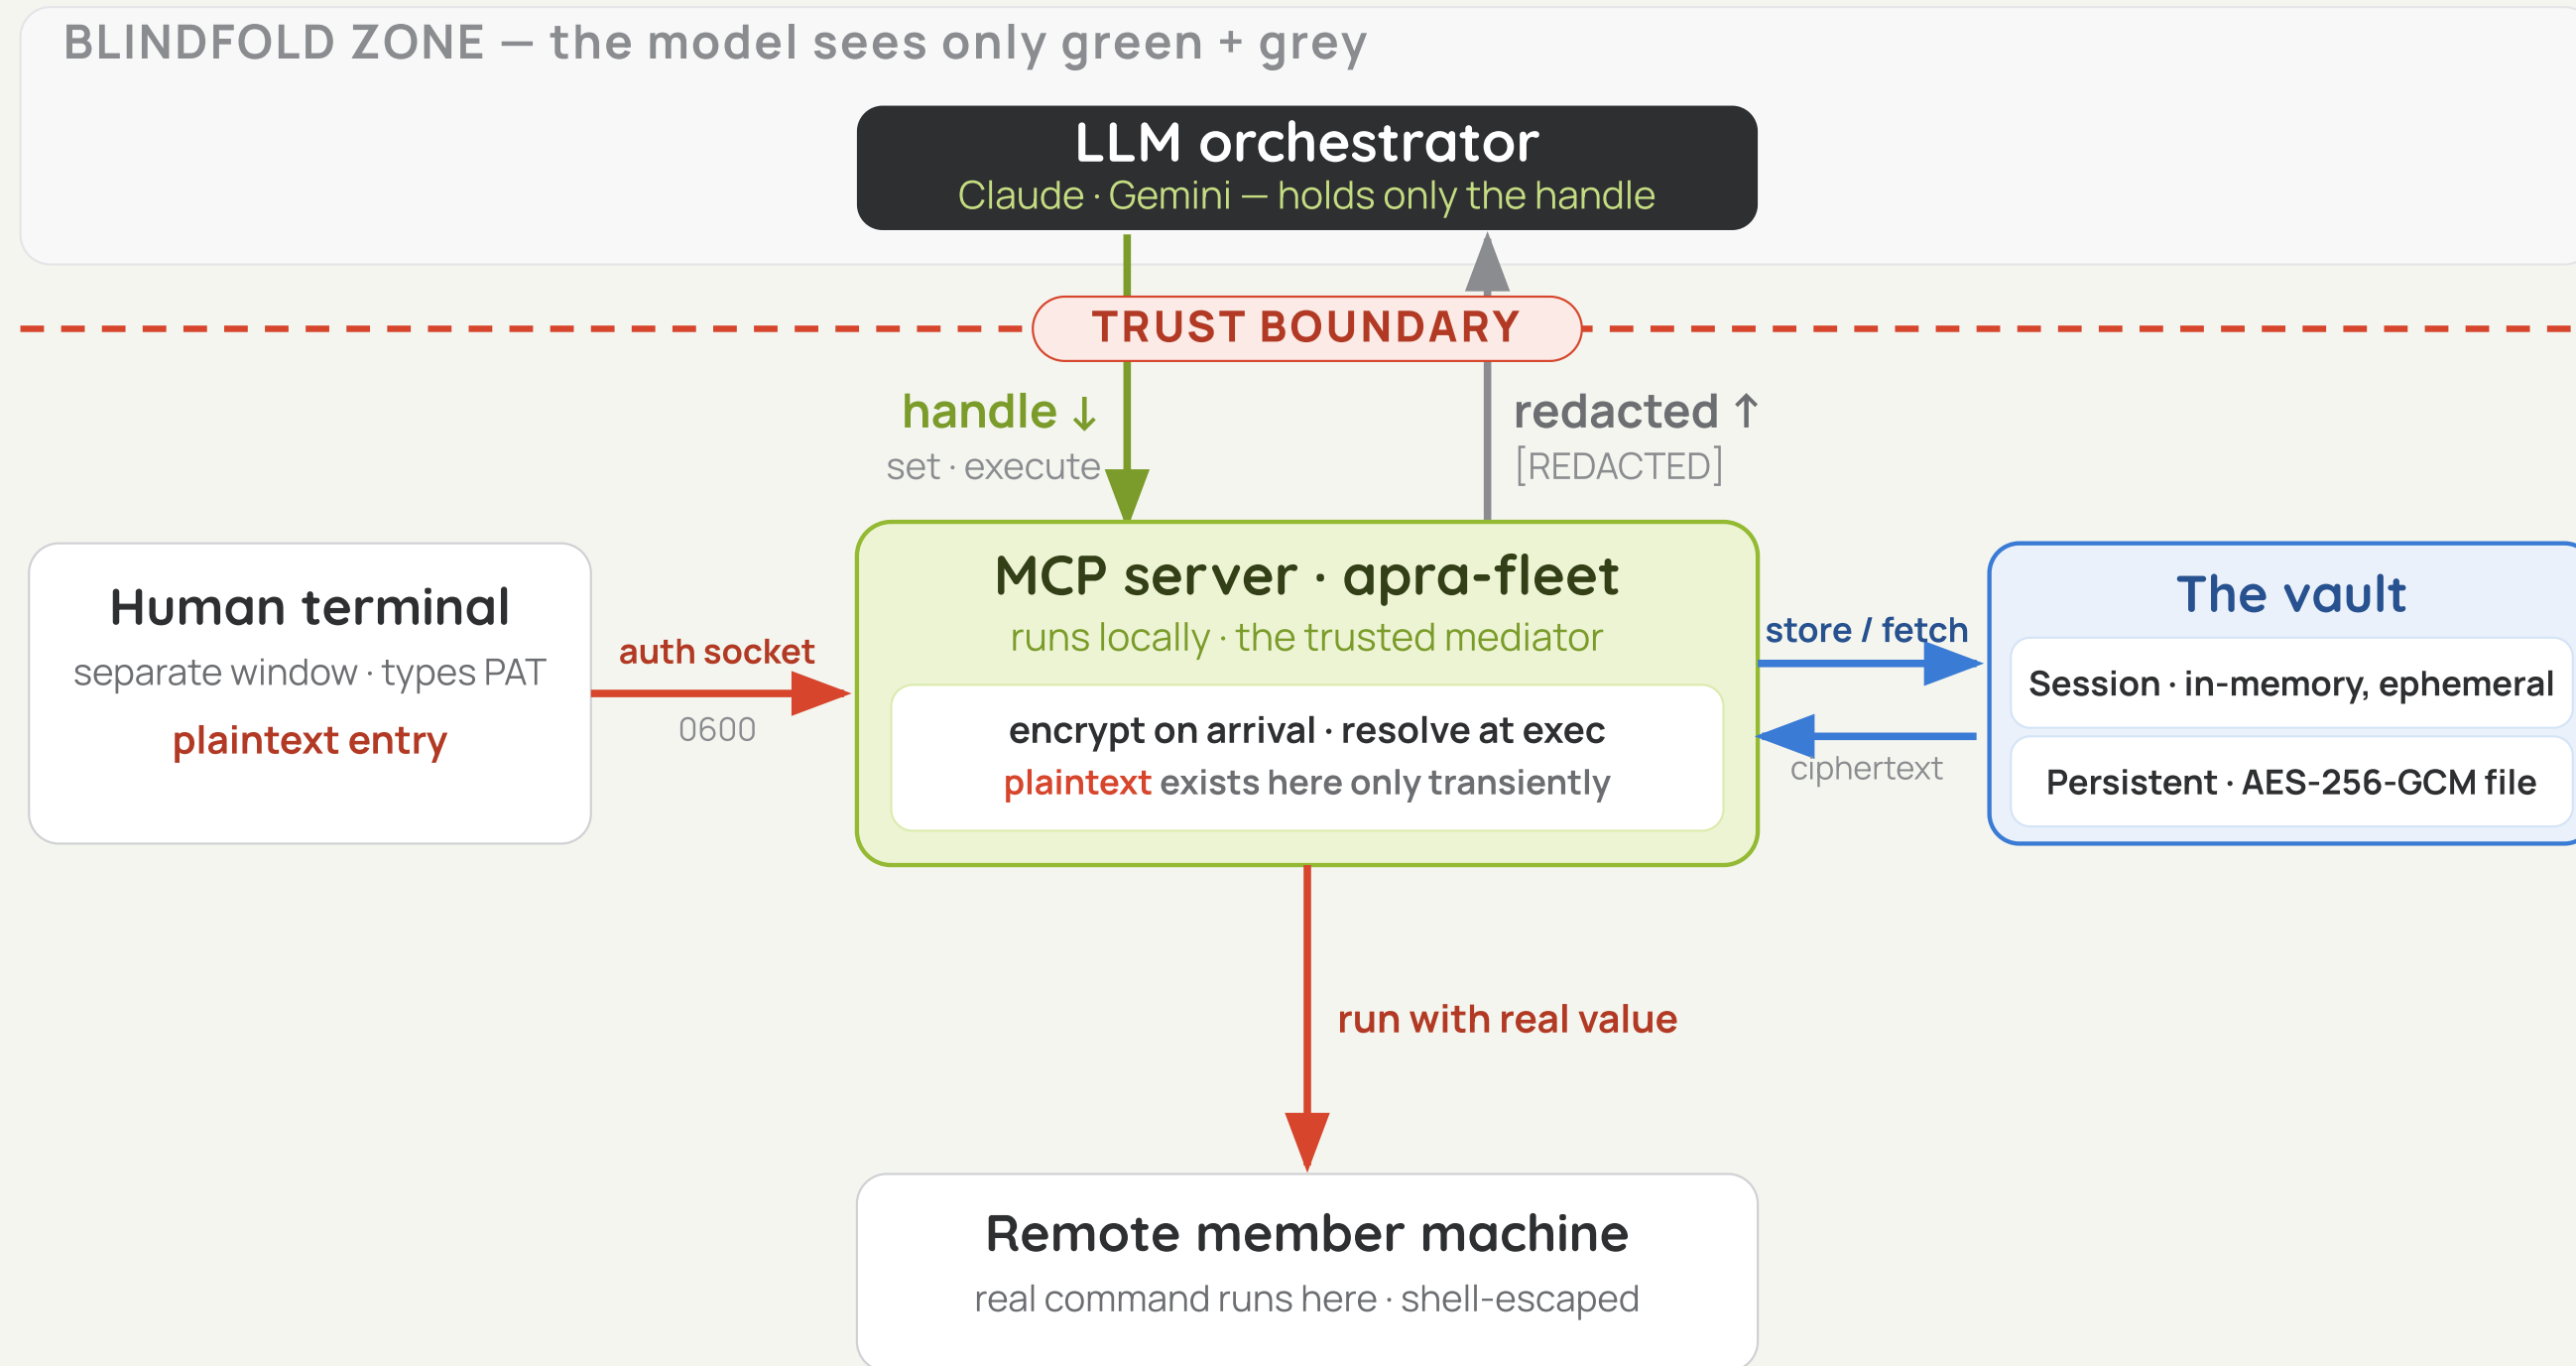 BLINDFOLD ZONE — the model sees only green + grey
LLM orchestrator
Claude · Gemini — holds only the handle
TRUST BOUNDARY
handle ↓
set · execute
redacted ↑
[REDACTED]
Human terminal
separate window · types PAT
plaintext entry
auth socket
0600
MCP server · apra-fleet
runs locally · the trusted mediator
encrypt on arrival · resolve at exec
plaintext exists here only transiently
store / fetch
ciphertext
The vault
Session · in-memory, ephemeral
Persistent · AES-256-GCM file
run with real value
Remote member machine
real command runs here · shell-escaped